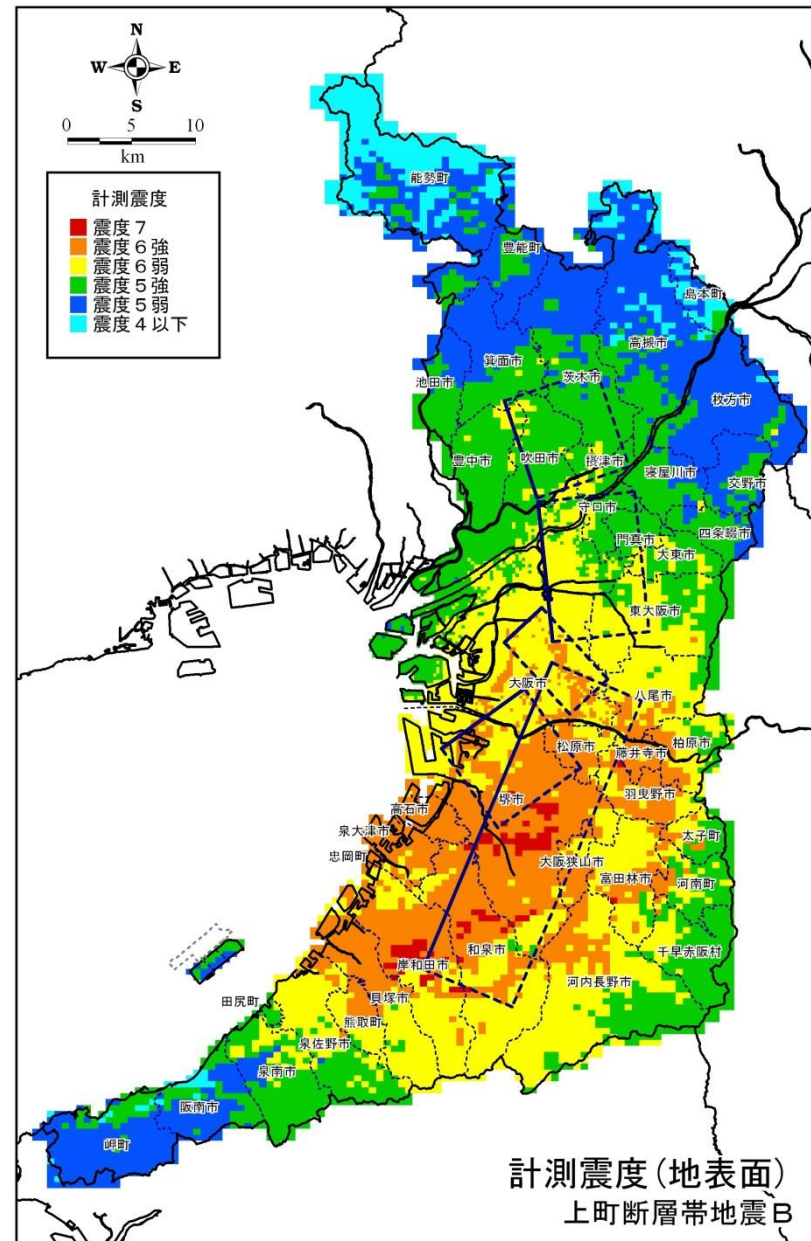 N
W E
S
0 5 10
km
計測震度
震度7
震度6強
震度6弱
震度5強
震度5弱
震度4以下
能勢町
豊能町
島本町
高槻市
箕面市
茨木市
池田市
枚方市
豊中市
吹田市
摂津市
寝屋川市
交野市
守口市
四条畷市
門真市
大東市
東大阪市
大阪市
八尾市
松原市
藤井寺市
柏原市
羽曳野市
堺市
高石市
泉大津市
太子町
忠岡町
大阪狭山市
富田林市
河南町
和泉市
千早赤阪村
岸和田市
河内長野市
貝塚市
田尻町
熊取町
泉佐野市
泉南市
阪南市
岬町
計測震度(地表面)
上町断層帯地震B